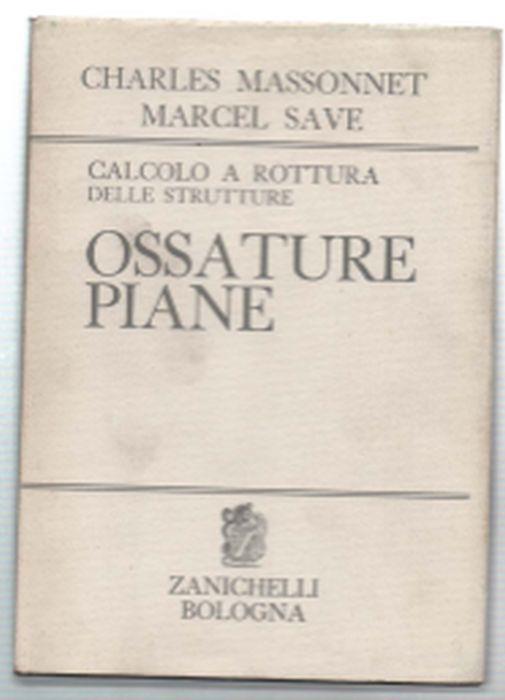 CHARLES MASSONNET
MARCEL SAVE
CALCOLO A ROTTURA
DELLE STRUTTURE
OSSATURE
PIANE
ZANICHELLI
BOLOGNA